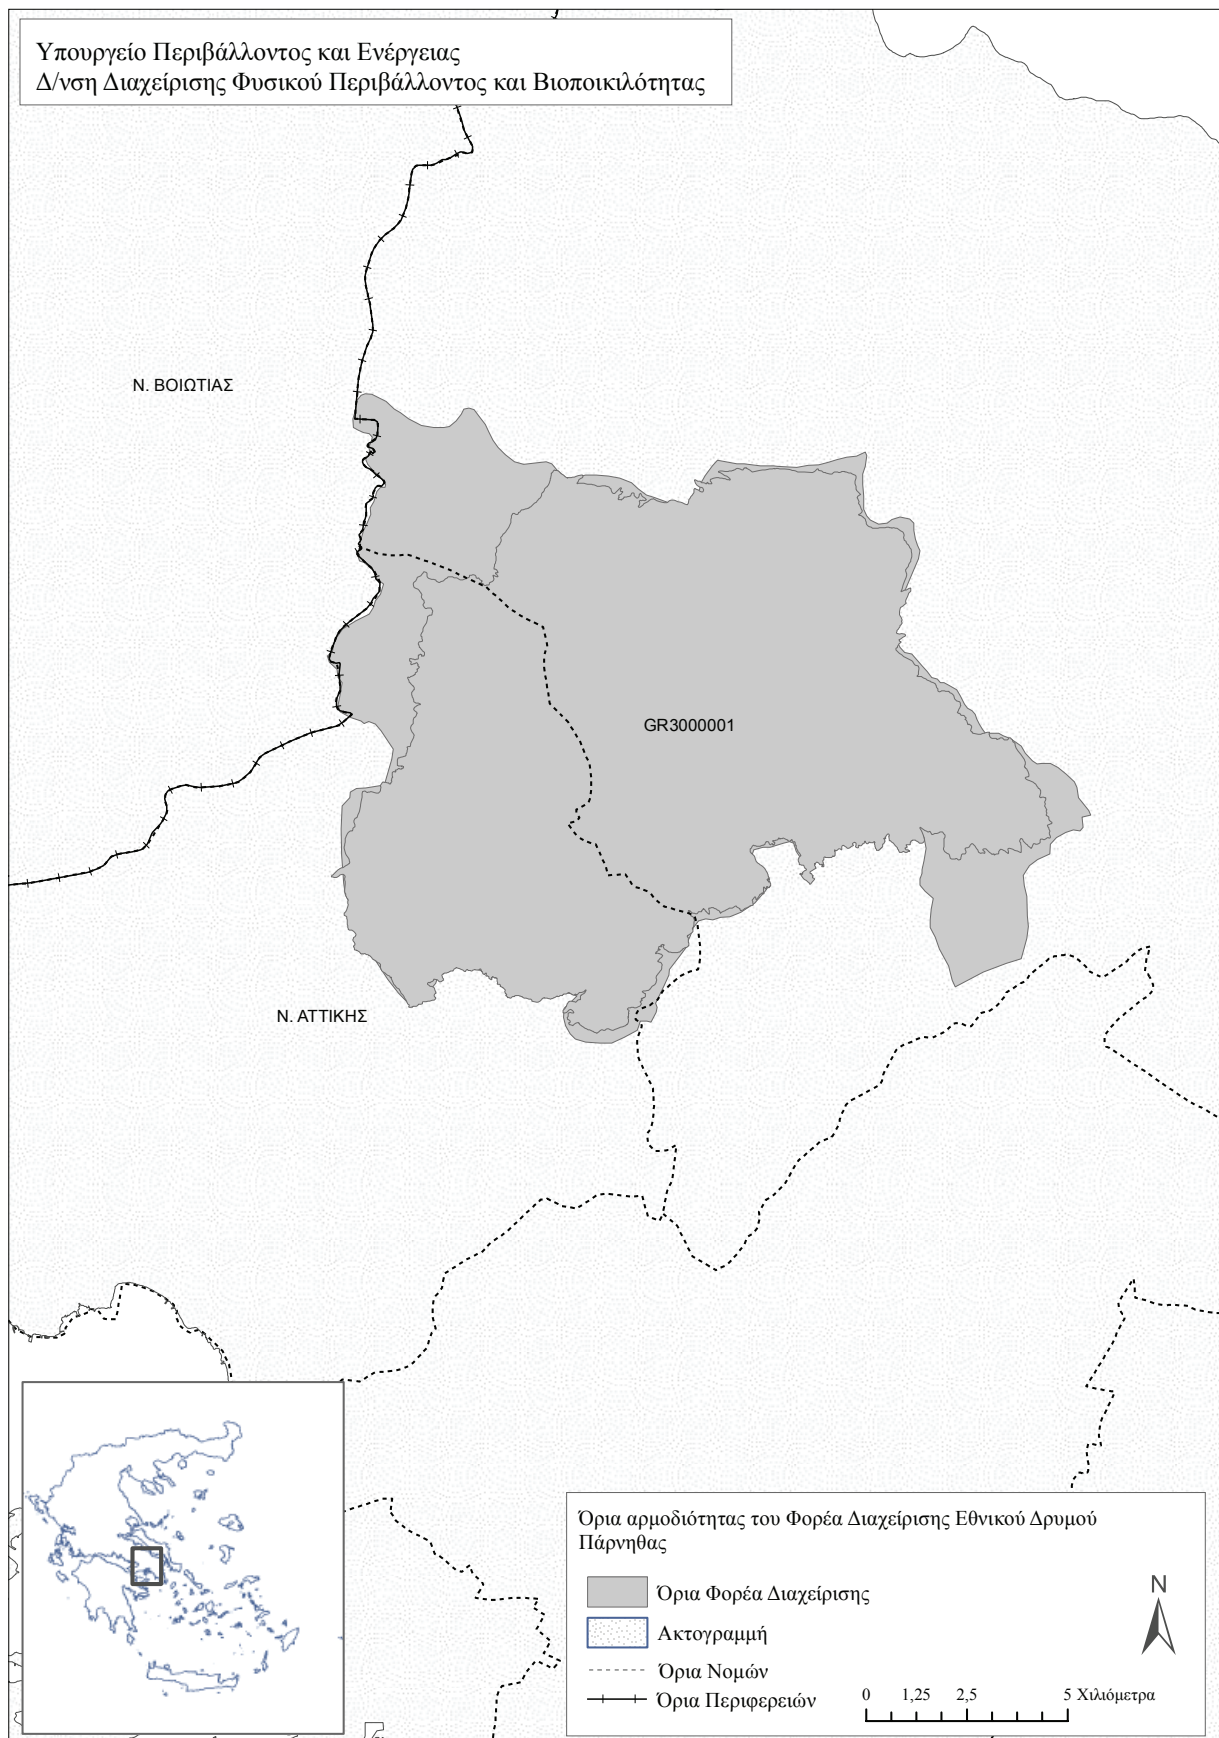 Υπουργείο Περιβάλλοντος και Ενέργειας
Δ/νση Διαχείρισης Φυσικού Περιβάλλοντος και Βιοποικιλότητας
Ν. ΒΟΙΩΤΙΑΣ
GR3000001
Ν. ΑΤΤΙΚΗΣ
Όρια αρμοδιότητας του Φορέα Διαχείρισης Εθνικού Δρυμού
Πάρνηθας
Όρια Φορέα Διαχείρισης
Ακτογραμμή
Όρια Νομών
Όρια Περιφερειών
N
0 1,25 2,5 5 Χιλιόμετρα